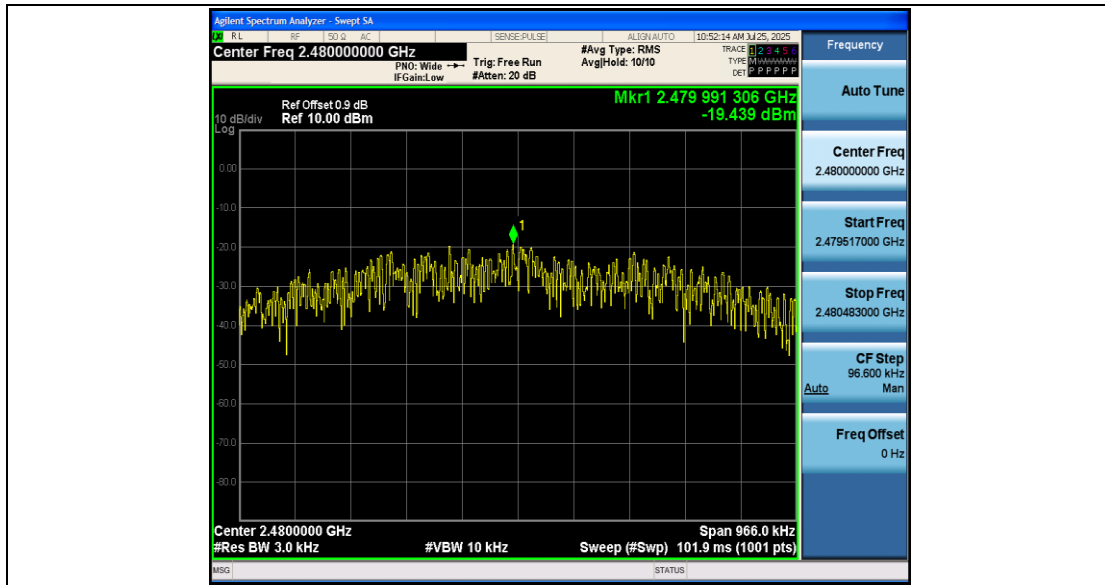 Agilent Spectrum Analyzer - Swept SA
RL RF 50 Ω AC SENSE:PULSE ALIGN AUTO 10:52:14 AM Jul 25, 2025
Center Freq 2.480000000 GHz
PNO: Wide
IFGain:Low
Trig: Free Run
#Atten: 20 dB
#Avg Type: RMS
Avg|Hold: 10/10
TRACE 1 2 3 4 5 6
TYPE M
DET P P P P P P
Frequency
Mkr1 2.479 991 306 GHz
-19.439 dBm
Ref Offset 0.9 dB
10 dB/div Ref 10.00 dBm
Log
0.00
-10.0
-20.0
-30.0
-40.0
-50.0
-60.0
-70.0
-80.0
1
Auto Tune
Center Freq
2.480000000 GHz
Start Freq
2.479517000 GHz
Stop Freq
2.480483000 GHz
CF Step
96.600 kHz
Auto Man
Freq Offset
0 Hz
Center 2.4800000 GHz Span 966.0 kHz
#Res BW 3.0 kHz #VBW 10 kHz Sweep (#Swp) 101.9 ms (1001 pts)
MSG STATUS